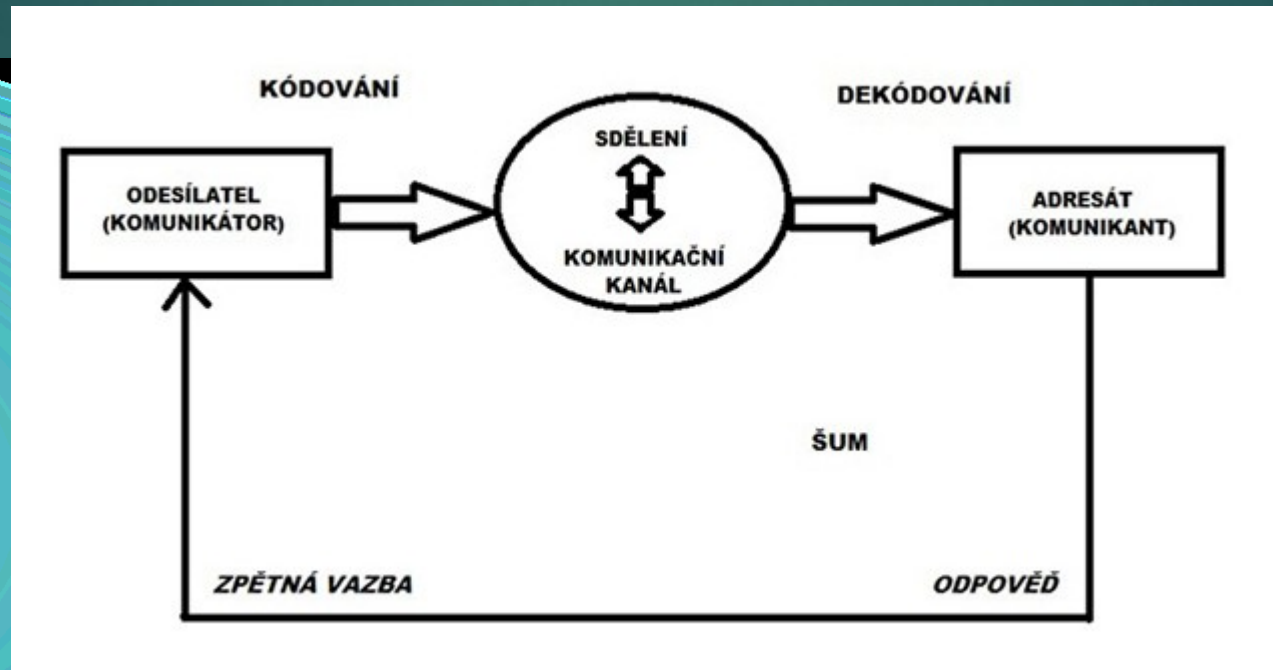 KÓDOVÁNÍ
DEKÓDOVÁNÍ
ODESÍLATEL
(KOMUNIKÁTOR)
SDĚLENÍ
KOMUNIKAČNÍ
KANÁL
ADRESÁT
(KOMUNIKANT)
ŠUM
ZPĚTNÁ VAZBA
ODPOVĚĎ